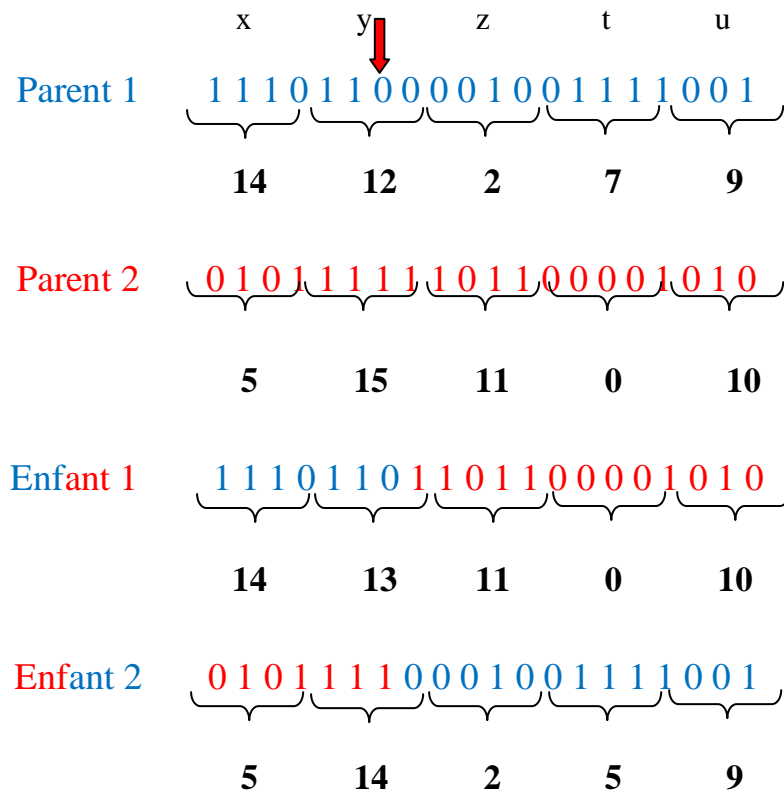 x y z t u
Parent 1 1 1 1 0 1 1 0 0 0 0 1 0 0 1 1 1 1 0 0 1
14 12 2 7 9
Parent 2 0 1 0 1 1 1 1 1 1 0 1 1 0 0 0 0 1 0 1 0
5 15 11 0 10
Enfant 1 1 1 1 0 1 1 0 1 1 0 1 1 0 0 0 0 1 0 1 0
14 13 11 0 10
Enfant 2 0 1 0 1 1 1 1 0 0 0 1 0 0 1 1 1 1 0 0 1
5 14 2 5 9